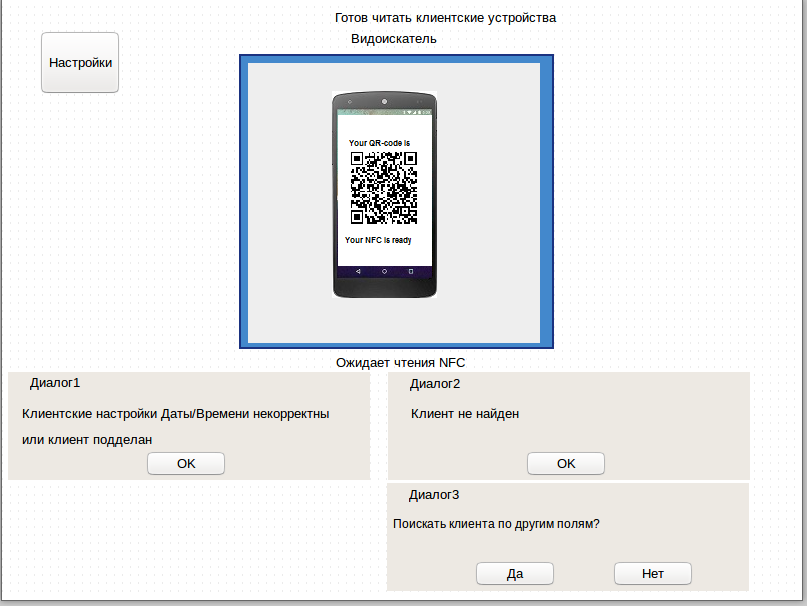 Готов читать клиентские устройства
Видоискатель
Настройки
Your QR-code is
Your NFC is ready
Ожидает чтения NFC
Диалог1
Клиентские настройки Даты/Времени некорректны
или клиент подделан
OK
Диалог2
Клиент не найден
OK
Диалог3
Поискать клиента по другим полям?
Да
Нет